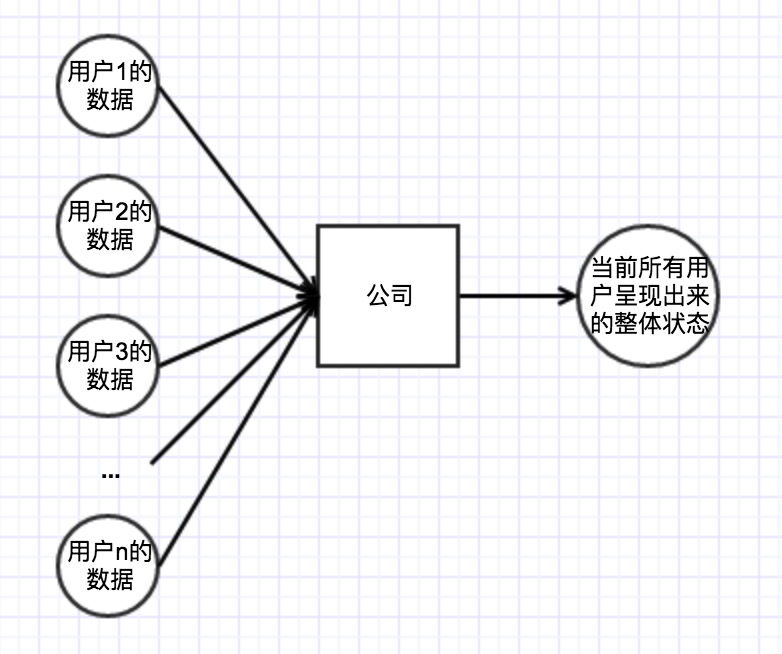 用户1的
数据
用户2的
数据
用户3的
数据
...
用户n的
数据
公司
当前所有用
户呈现出来
的整体状态